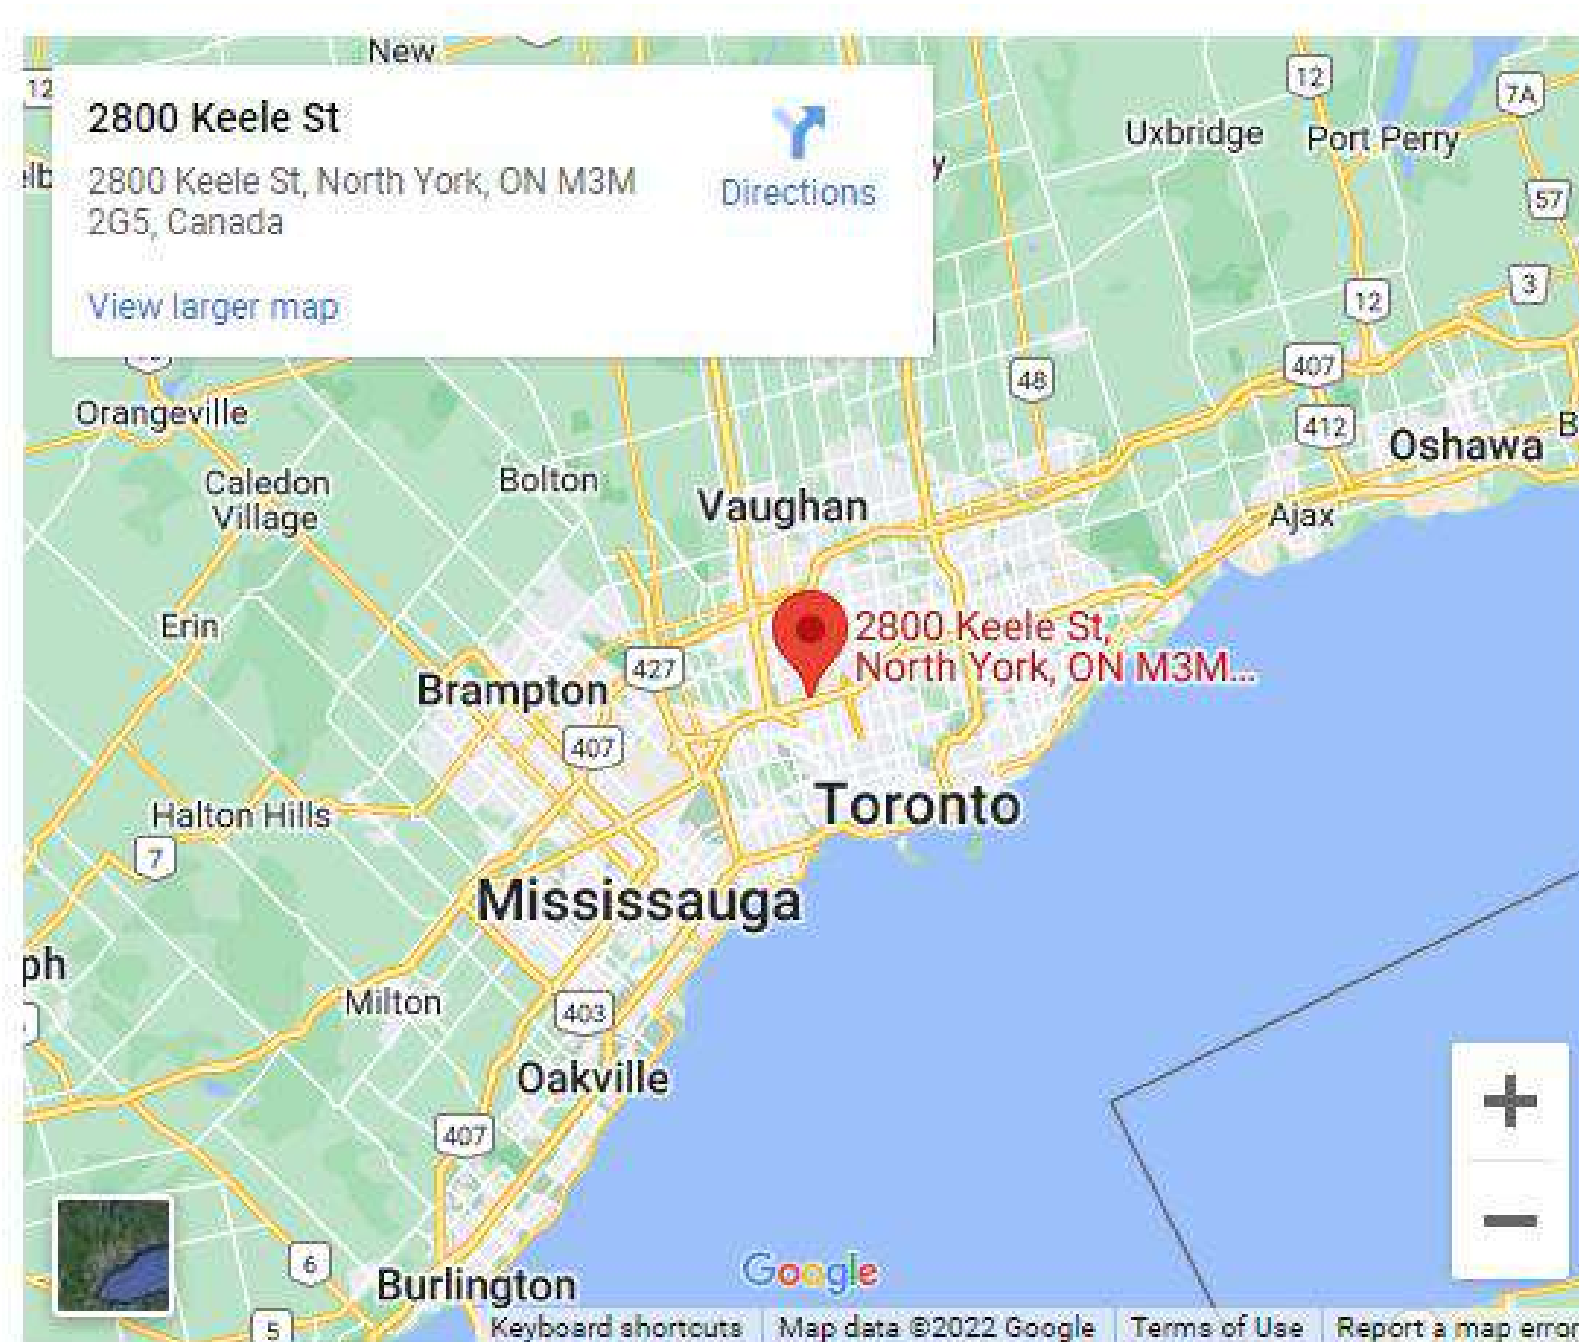 New
12
2800 Keele St
2800 Keele St, North York, ON M3M
2G5, Canada
Directions
View larger map
12
7A
Uxbridge
Port Perry
57
3
12
407
48
412
Oshawa
B
Orangeville
Caledon
Village
Bolton
Vaughan
Ajax
Erin
2800 Keele St,
North York, ON M3M...
427
Brampton
407
Toronto
Halton Hills
7
Mississauga
ph
Milton
403
Oakville
407
6
Burlington
5
Google
Keyboard shortcuts
Map data ©2022 Google
Terms of Use
Report a map error